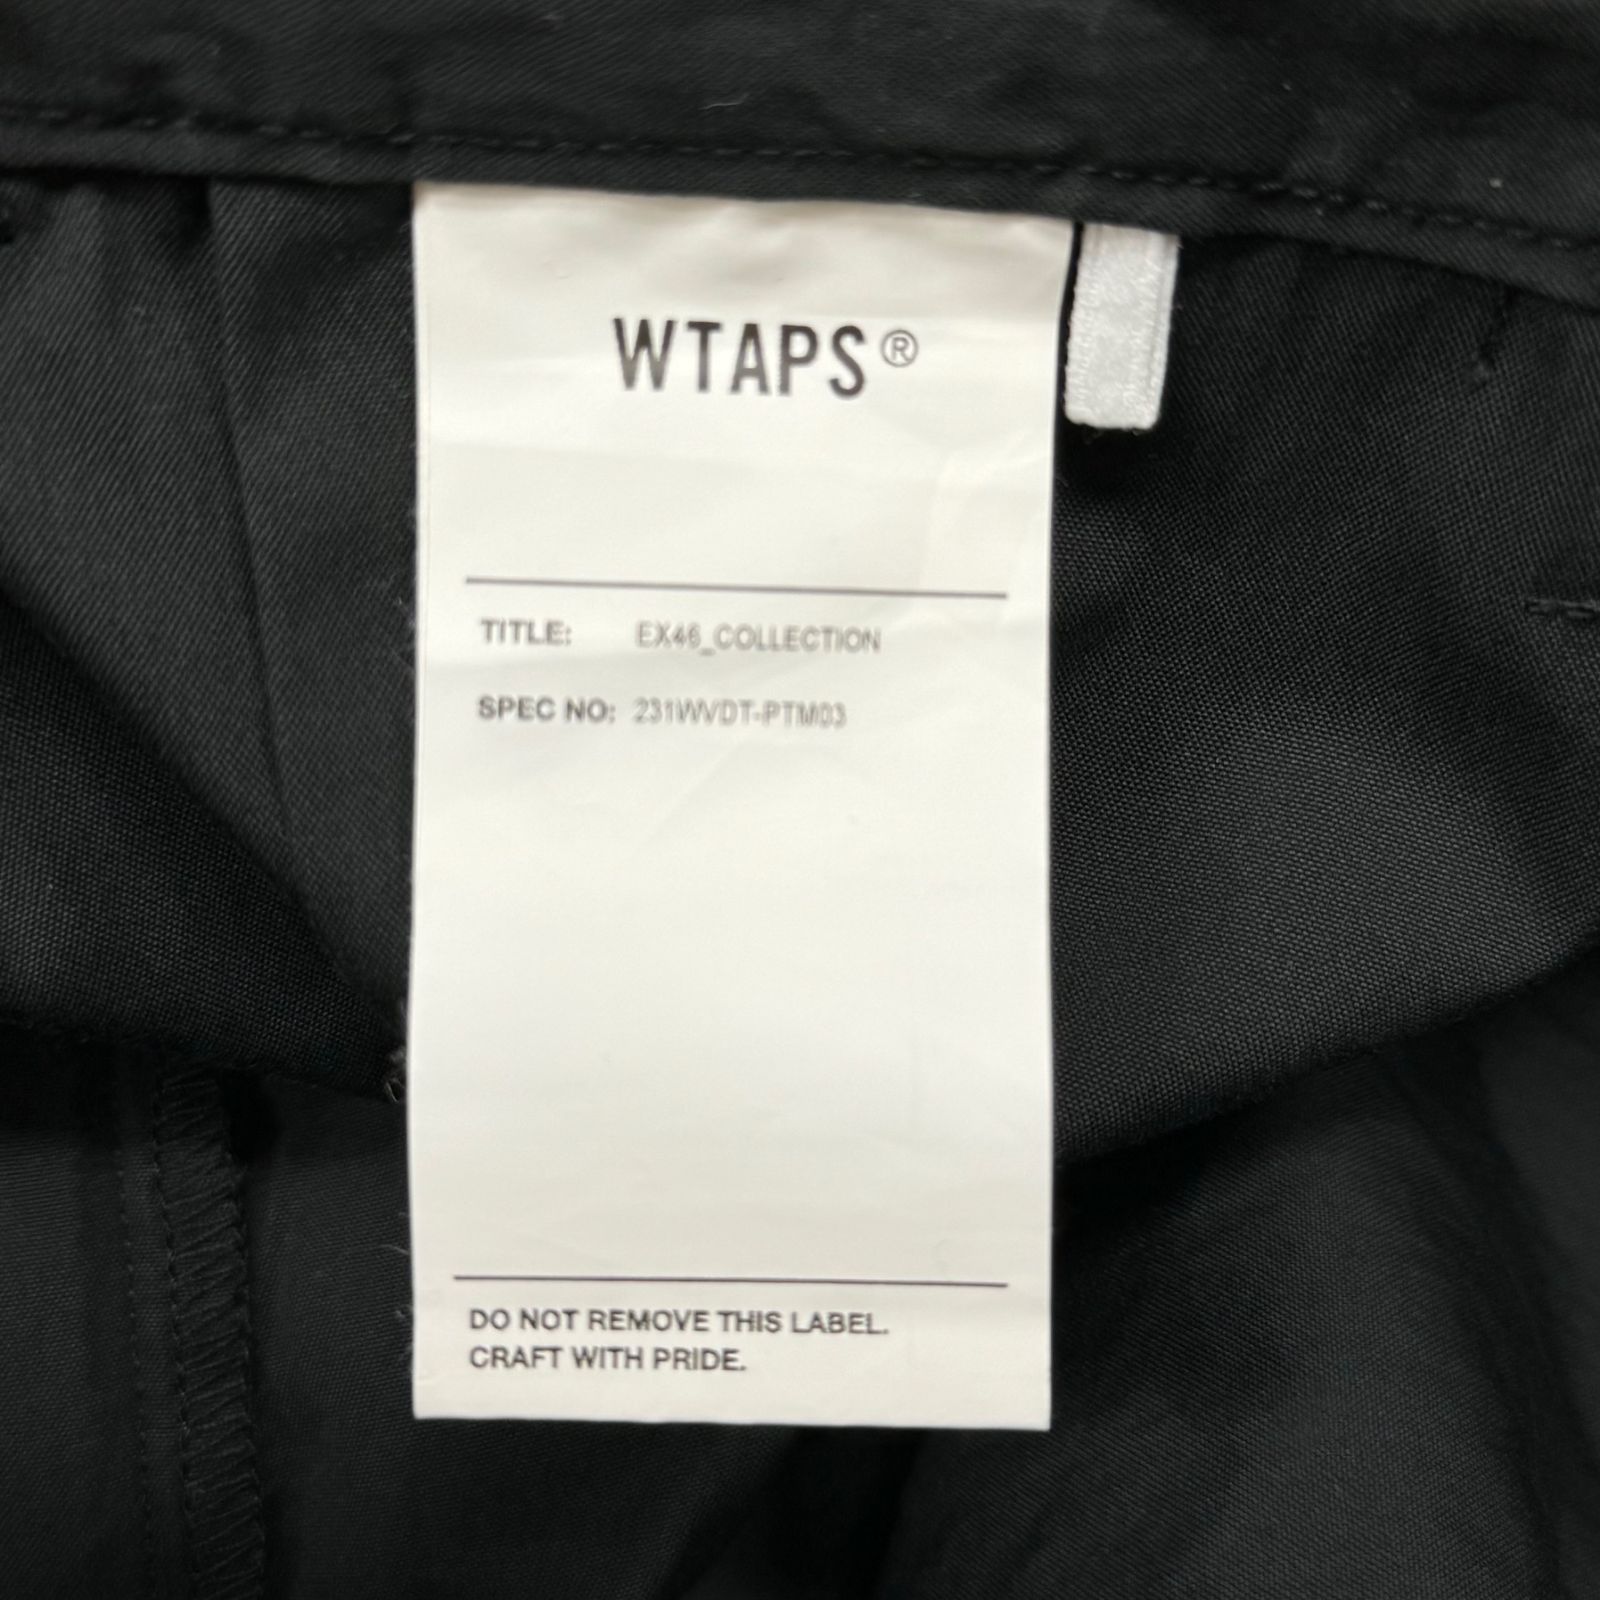 WTAPS®
TITLE: EX46_COLLECTION
SPEC NO: 231WVDT-PTM03
DO NOT REMOVE THIS LABEL.
CRAFT WITH PRIDE.